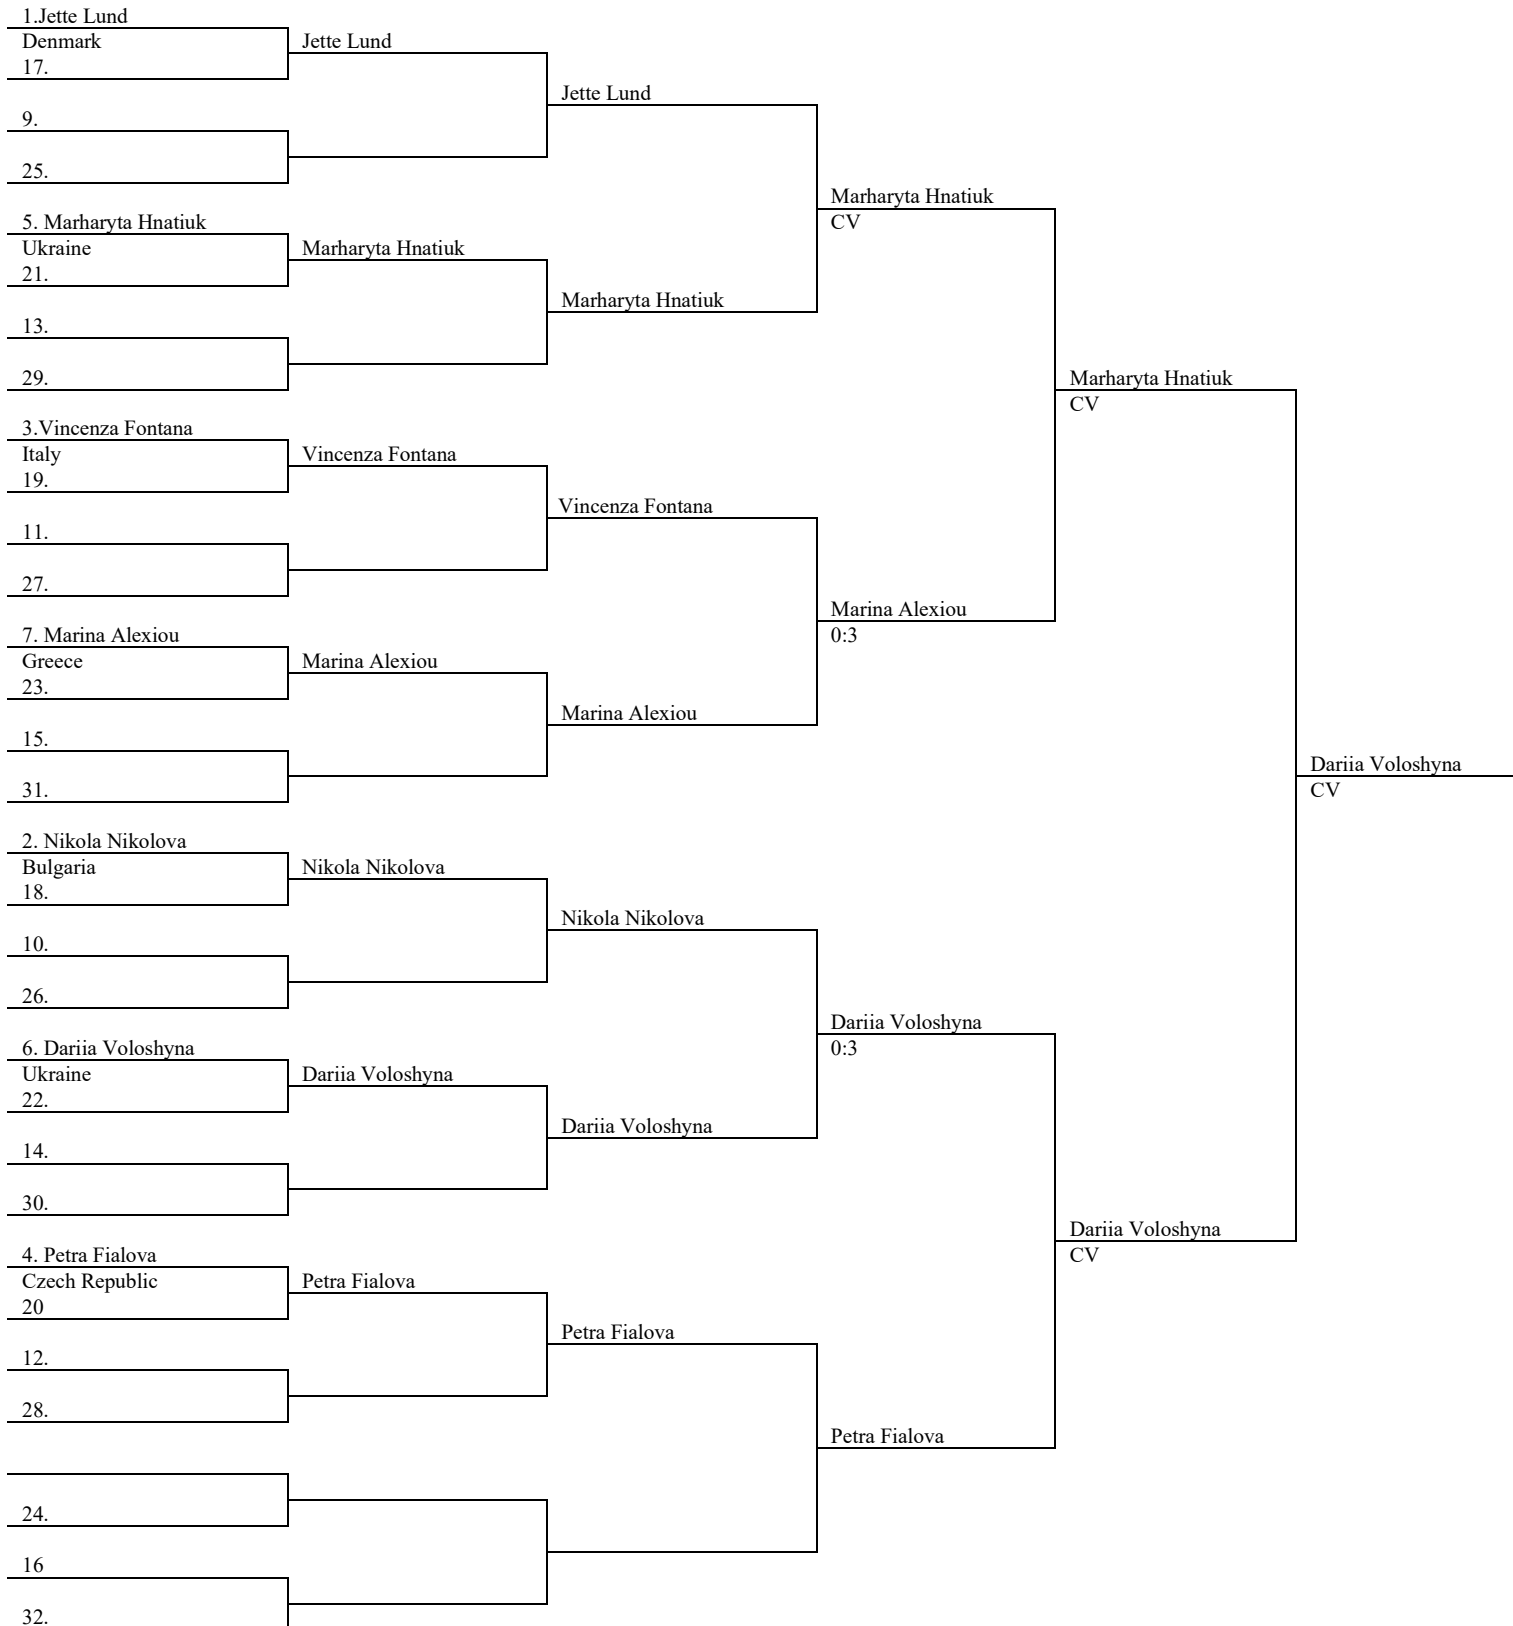 1.Jette Lund
Denmark
17.
9.
25.
5. Marharyta Hnatiuk
Ukraine
21.
13.
29.
3.Vincenza Fontana
Italy
19.
11.
27.
7. Marina Alexiou
Greece
23.
15.
31.
2. Nikola Nikolova
Bulgaria
18.
10.
26.
6. Dariia Voloshyna
Ukraine
22.
14.
30.
4. Petra Fialova
Czech Republic
20
12.
28.
24.
16
32.
Jette Lund
Marharyta Hnatiuk
Vincenza Fontana
Marina Alexiou
Nikola Nikolova
Dariia Voloshyna
Petra Fialova
Jette Lund
Marharyta Hnatiuk
Vincenza Fontana
Marina Alexiou
Nikola Nikolova
Dariia Voloshyna
Petra Fialova
Marharyta Hnatiuk
CV
Marina Alexiou
0:3
Dariia Voloshyna
0:3
Petra Fialova
Marharyta Hnatiuk
CV
Dariia Voloshyna
CV
Dariia Voloshyna
CV